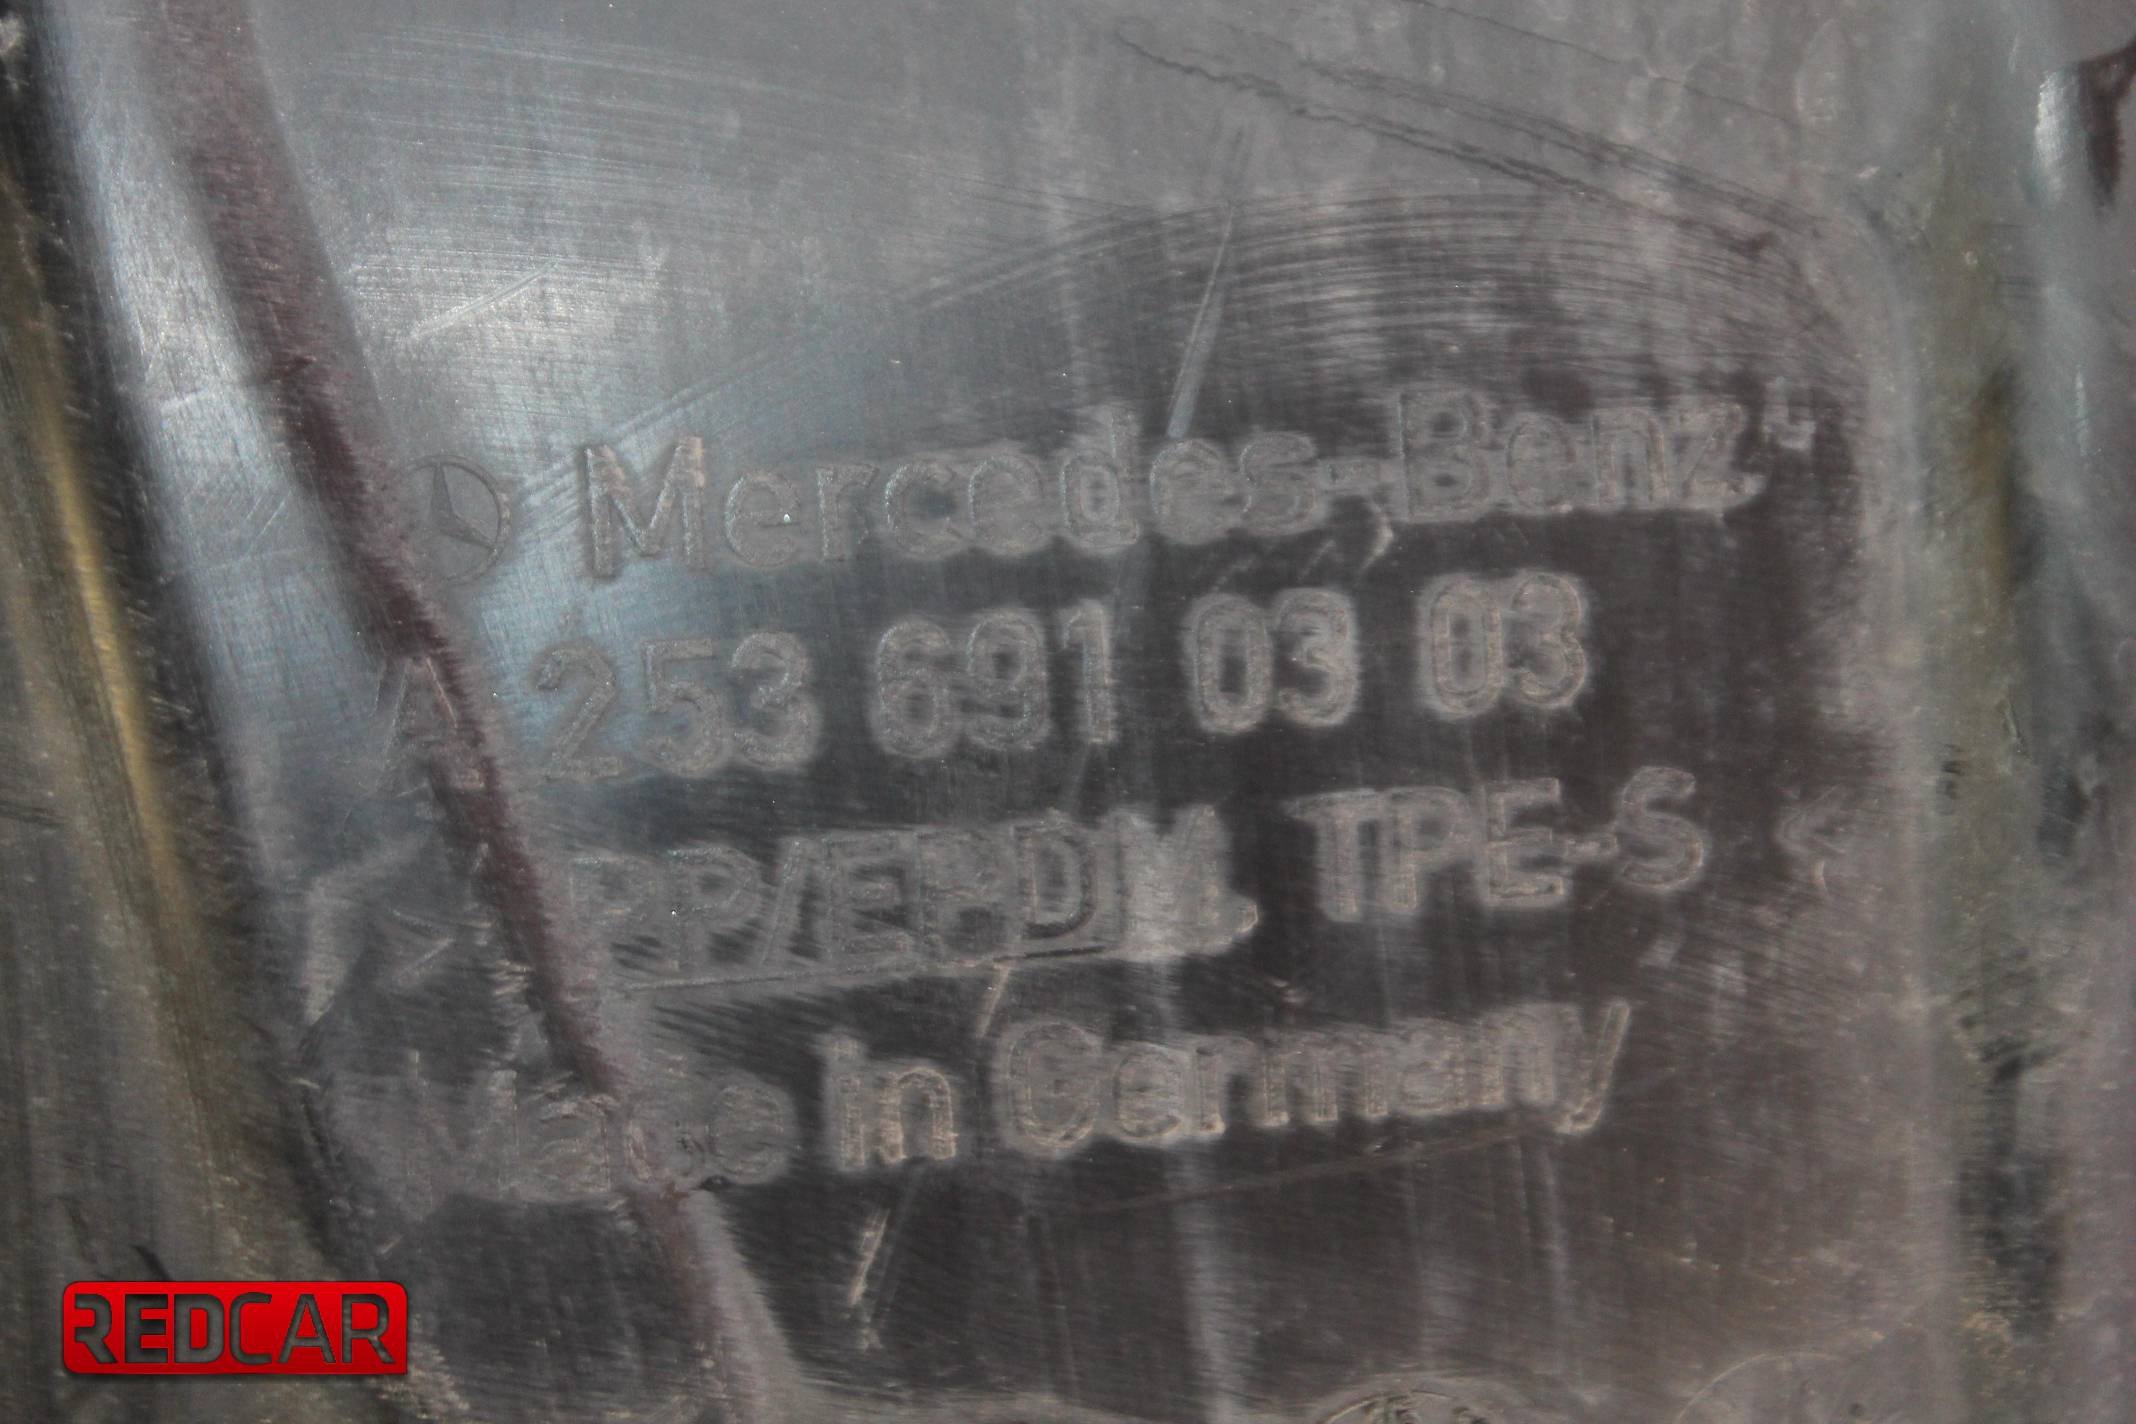 Mercedes-Benz
A 253 691 03 03
> PP/EPDM, TPE-S <
Made in Germany
REDCAR